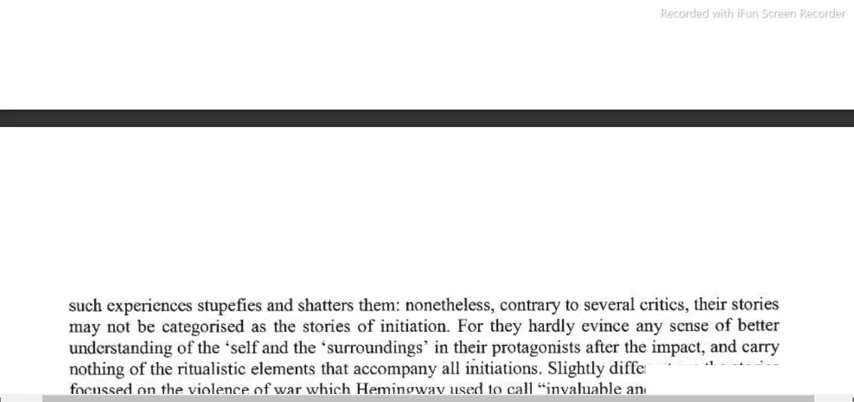 Recorded with iFun Screen Recorder
such experiences stupefies and shatters them: nonetheless, contrary to several critics, their stories
may not be categorised as the stories of initiation. For they hardly evince any sense of better
understanding of the ‘self and the ‘surroundings’ in their protagonists after the impact, and carry
nothing of the ritualistic elements that accompany all initiations. Slightly
focussed on the violence of war which Hemingway used to call “invaluable